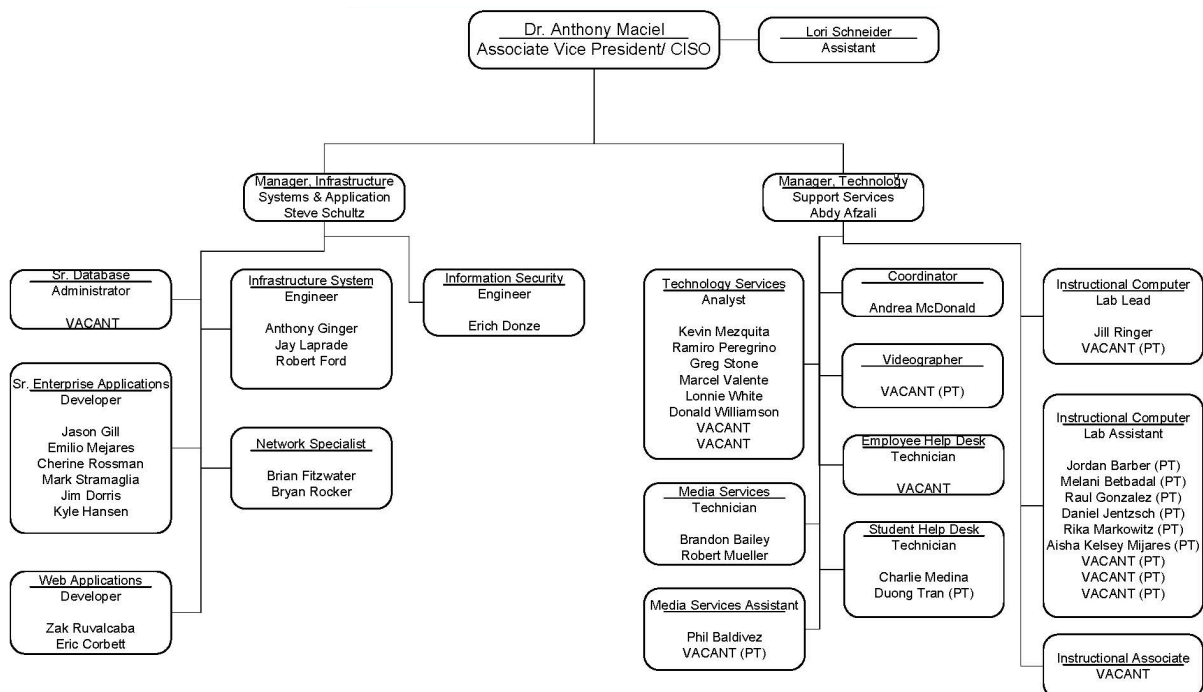 Dr. Anthony Maciel
Associate Vice President/ CISO
Lori Schneider
Assistant
Manager, Infrastructure
Systems & Application
Steve Schultz
Manager, Technology
Support Services
Abdy Afzali
Sr. Database
Administrator
VACANT
Infrastructure System
Engineer
Anthony Ginger
Jay Laprade
Robert Ford
Information Security
Engineer
Erich Donze
Sr. Enterprise Applications
Developer
Jason Gill
Emilio Mejares
Cherine Rossman
Mark Stramaglia
Jim Dorris
Kyle Hansen
Network Specialist
Brian Fitzwater
Bryan Rocker
Web Applications
Developer
Zak Ruvalcaba
Eric Corbett
Technology Services
Analyst
Kevin Mezquita
Ramiro Peregrino
Greg Stone
Marcel Valente
Lonnie White
Donald Williamson
VACANT
VACANT
Media Services
Technician
Brandon Bailey
Robert Mueller
Media Services Assistant
Phil Baldivez
VACANT (PT)
Coordinator
Andrea McDonald
Videographer
VACANT (PT)
Employee Help Desk
Technician
VACANT
Student Help Desk
Technician
Charlie Medina
Duong Tran (PT)
Instructional Computer
Lab Lead
Jill Ringer
VACANT (PT)
Instructional Computer
Lab Assistant
Jordan Barber (PT)
Melani Betbadal (PT)
Raul Gonzalez (PT)
Daniel Jentzsch (PT)
Rika Markowitz (PT)
Aisha Kelsey Mijares (PT)
VACANT (PT)
VACANT (PT)
VACANT (PT)
Instructional Associate
VACANT